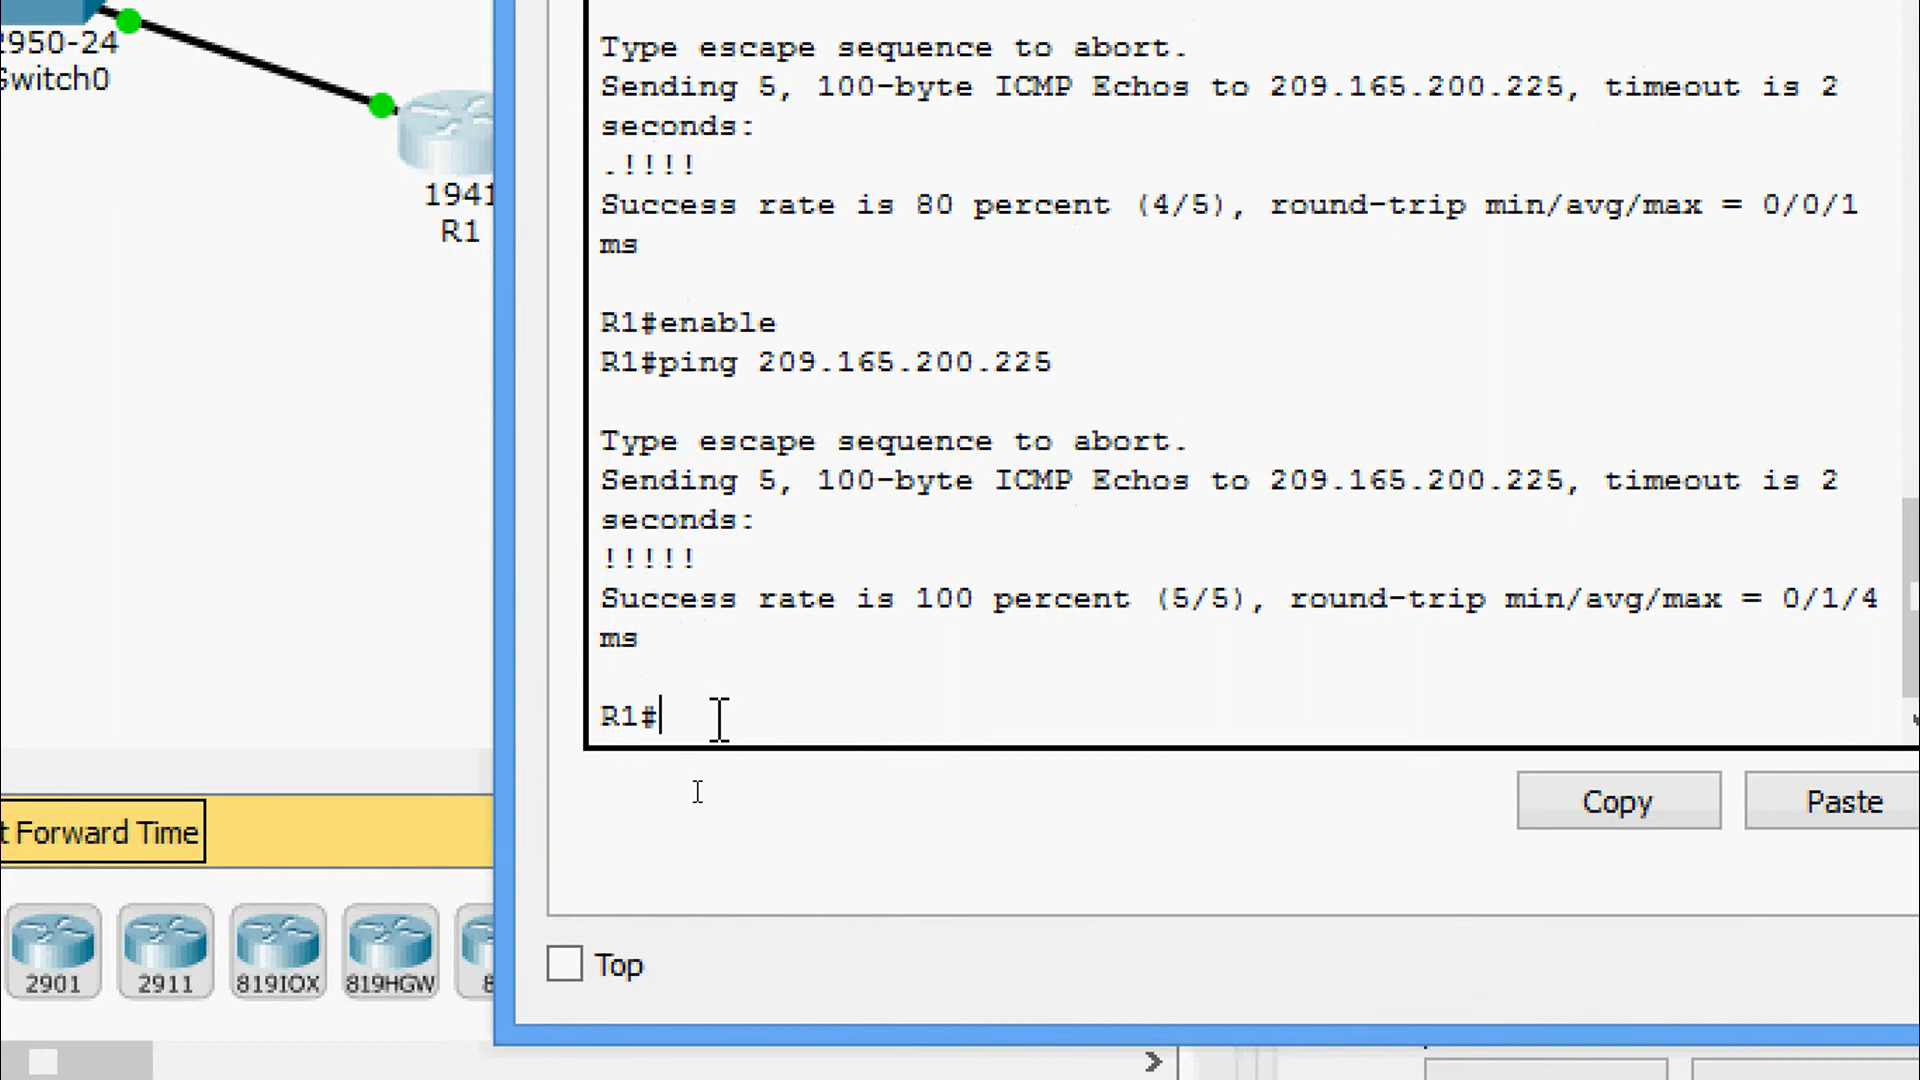 2950-24
Switch0
1941
R1
Type escape sequence to abort.
Sending 5, 100-byte ICMP Echos to 209.165.200.225, timeout is 2
seconds:
.!!!!
Success rate is 80 percent (4/5), round-trip min/avg/max = 0/0/1
ms
R1#enable
R1#ping 209.165.200.225
Type escape sequence to abort.
Sending 5, 100-byte ICMP Echos to 209.165.200.225, timeout is 2
seconds:
!!!!!
Success rate is 100 percent (5/5), round-trip min/avg/max = 0/1/4
ms
R1#
Copy
Paste
t Forward Time
2901
2911
819IOX
819HGW
8
Top